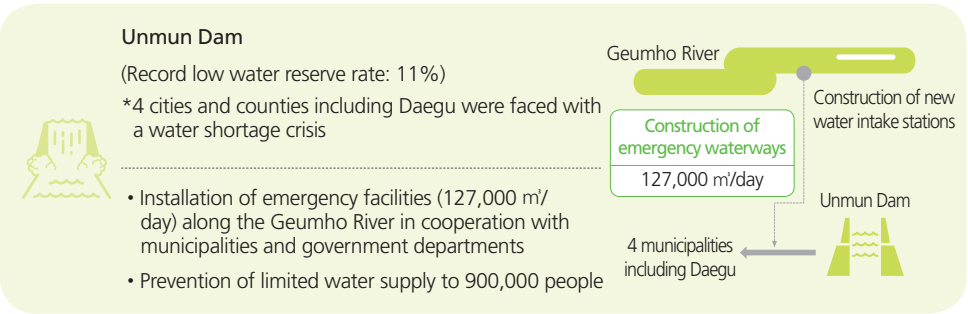 Unmun Dam
(Record low water reserve rate: 11%)
*4 cities and counties including Daegu were faced with
a water shortage crisis
• Installation of emergency facilities (127,000 ㎥/
day) along the Geumho River in cooperation with
municipalities and government departments
• Prevention of limited water supply to 900,000 people
Geumho River
Construction of new
water intake stations
Construction of
emergency waterways
127,000 ㎥/day
Unmun Dam
4 municipalities
including Daegu